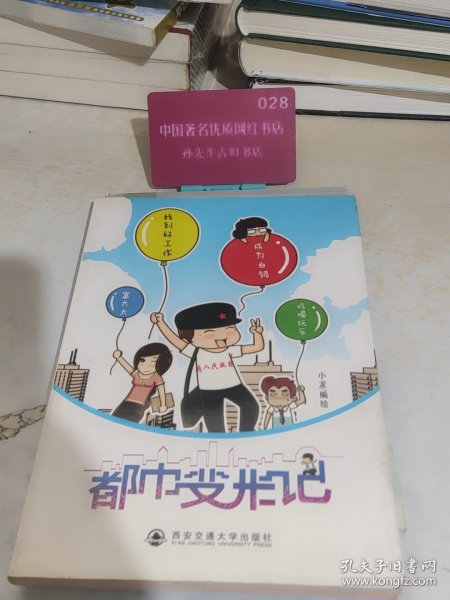 028
中国著名优质网红书店
孙先生古旧书店
找到好工作
成为白领
富太太
吃喝玩乐
为人民服务
小龙编绘
都市变形记
西安交通大学出版社
XI'AN JIAOTONG UNIVERSITY PRESS
孔夫子旧书网
www.kongfz.com